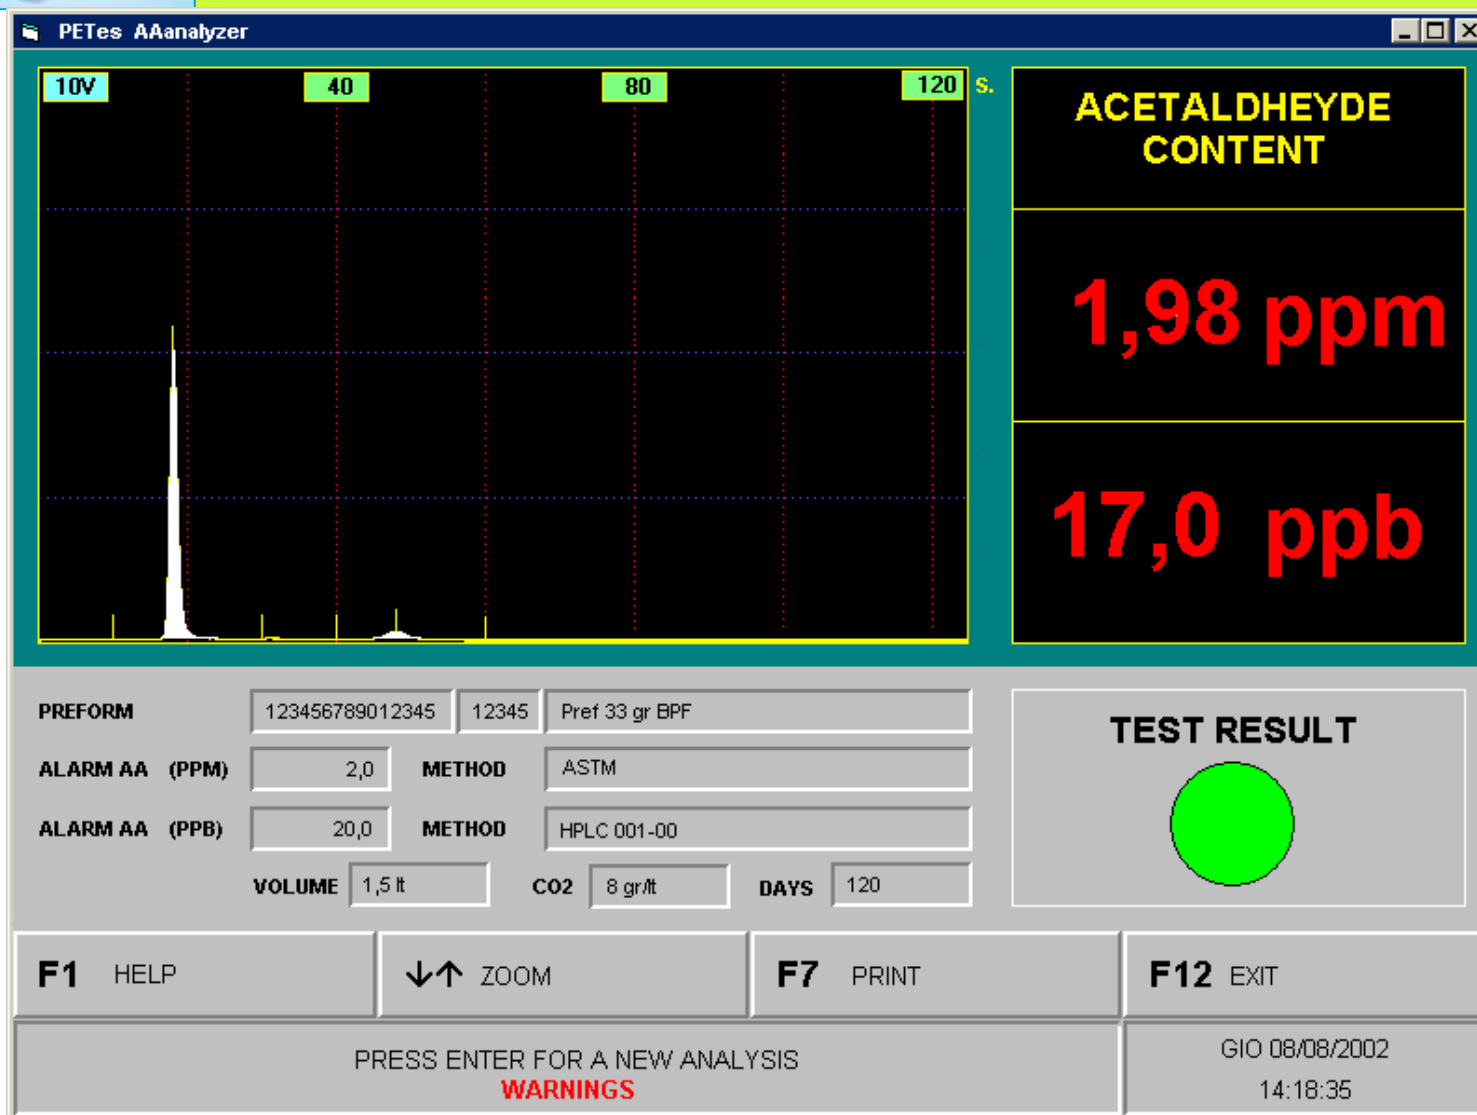 PETes AAanalyzer
10V 40 80 120 S.
ACETALDHEYDE
CONTENT
1,98 ppm
17,0 ppb
PREFORM 123456789012345 12345 Pref 33 gr BPF
ALARM AA (PPM) 2,0 METHOD ASTM
ALARM AA (PPB) 20,0 METHOD HPLC 001-00
VOLUME 1,5 lt CO2 8 gr/lt DAYS 120
TEST RESULT
F1 HELP ↓↑ ZOOM F7 PRINT F12 EXIT
PRESS ENTER FOR A NEW ANALYSIS
WARNINGS
GIO 08/08/2002
14:18:35